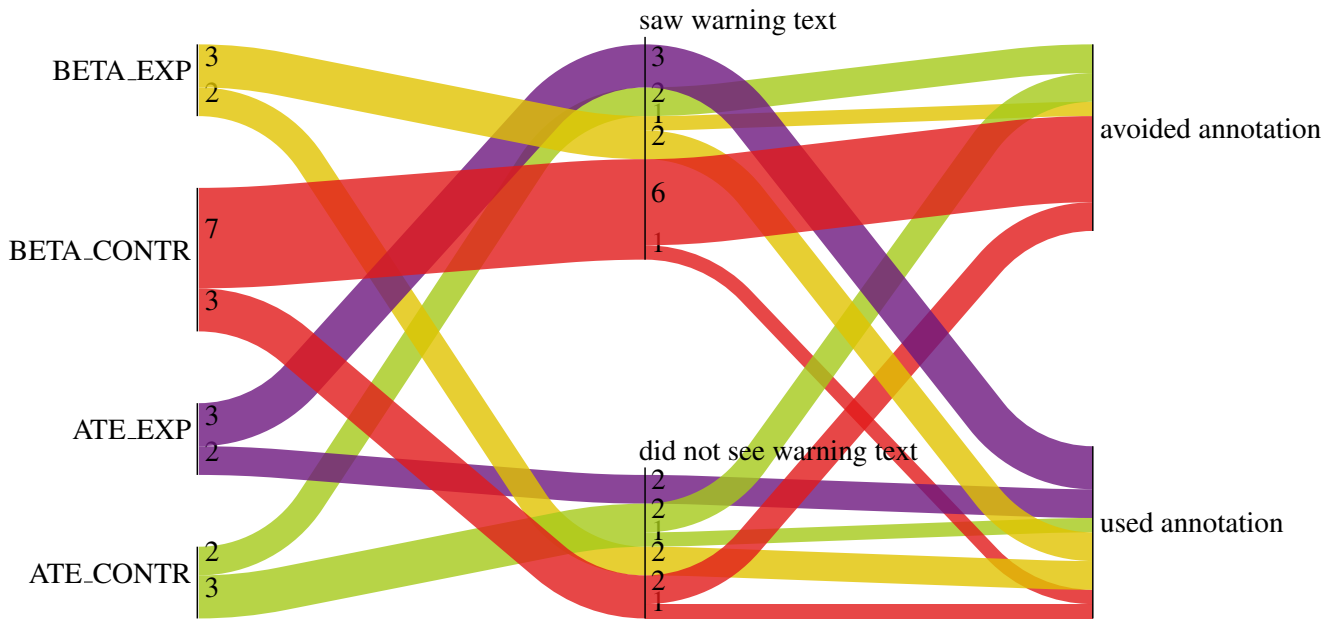 saw warning text
BETA_EXP
3
2
BETA_CONTR
7
3
ATE_EXP
3
2
ATE_CONTR
2
3
3
2
1
2
6
1
did not see warning text
2
2
1
2
2
1
avoided annotation
used annotation